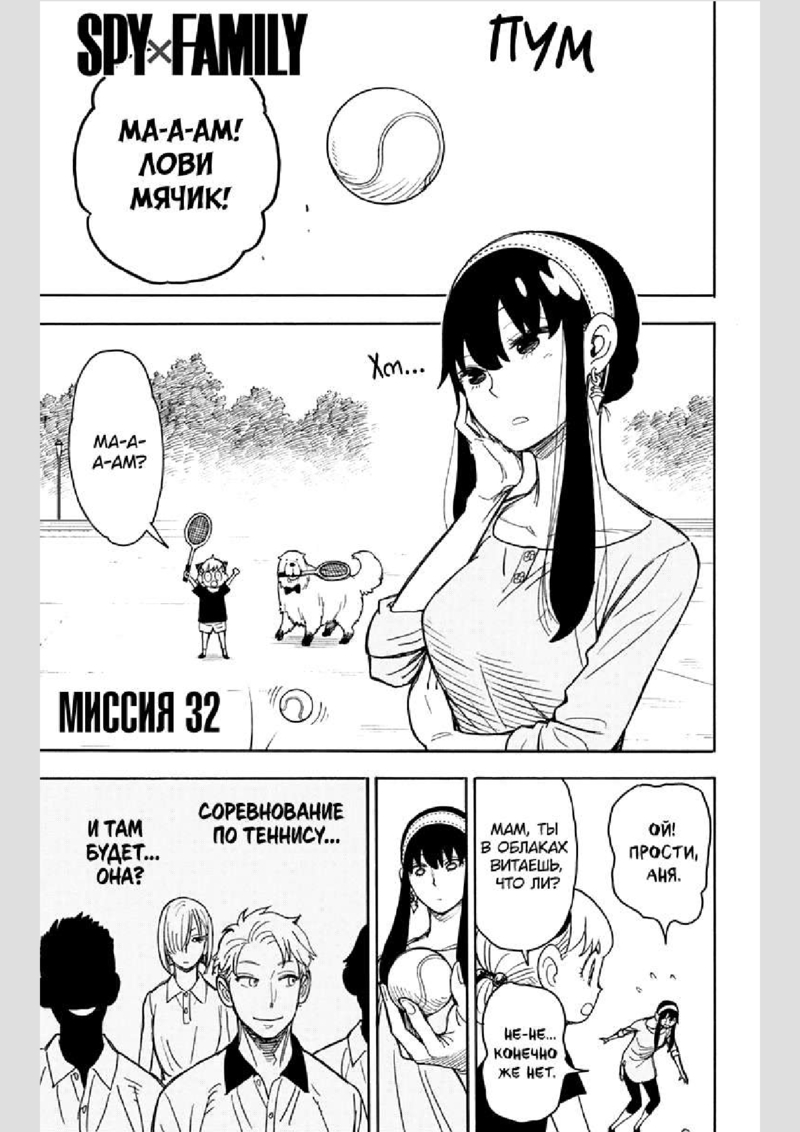 SPY×FAMILY
ПУМ
МА-А-АМ!
ЛОВИ
МЯЧИК!
Хм...
МА-А-
А-АМ?
МИССИЯ 32
ОЙ!
ПРОСТИ,
АНЯ.
МАМ, ТЫ
В ОБЛАКАХ
ВИТАЕШЬ,
ЧТО ЛИ?
НЕ-НЕ...
КОНЕЧНО
ЖЕ НЕТ.
СОРЕВНОВАНИЕ
ПО ТЕННИСУ...
И ТАМ
БУДЕТ...
ОНА?